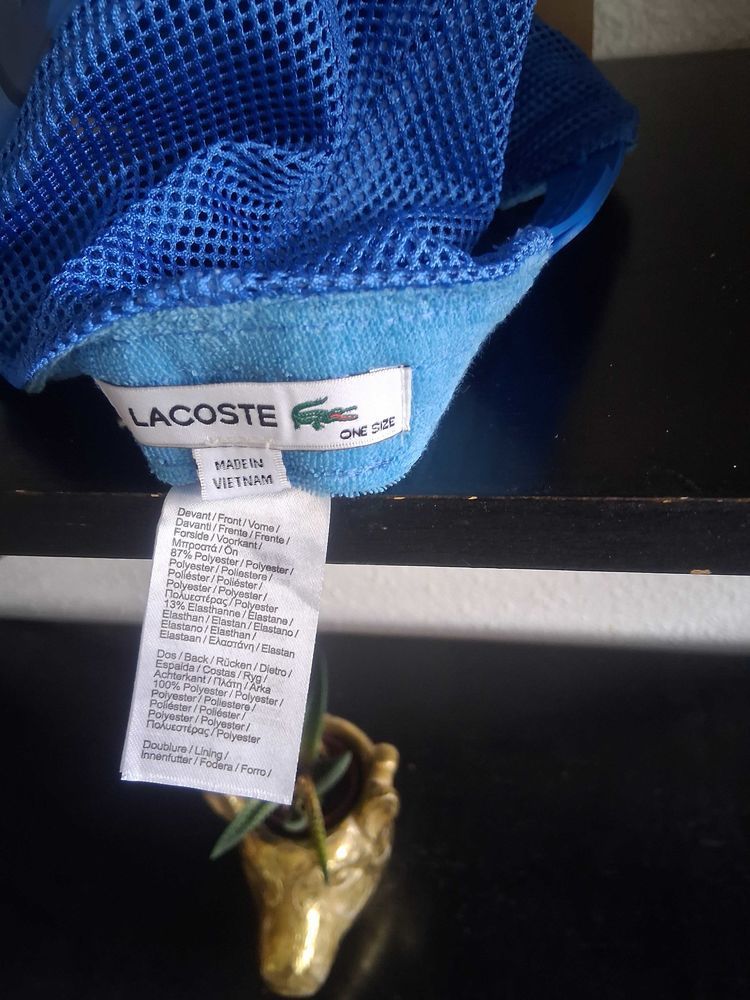 LACOSTE
ONE SIZE
MADE IN
VIETNAM
Devant / Front / Vorne /
Davanti / Frente / Frente /
Forside / Voorkant /
Μπροστά / Ön
87% Polyester / Polyester /
Polyester / Poliestere /
Poliéster / Poliéster /
Polyester / Polyester /
Πολυεστέρας / Polyester
13% Elasthanne / Elastane /
Elasthan / Elastan / Elastano /
Elastano / Elasthan /
Elastaan / Ελαστάνη / Elastan
Dos / Back / Rücken / Dietro /
Espalda / Costas / Ryg /
Achterkant / Πλάτη / Arka
100% Polyester / Polyester /
Polyester / Poliestere /
Poliéster / Poliéster /
Polyester / Polyester /
Πολυεστέρας / Polyester
Doublure / Lining /
Innenfutter / Fodera / Forro /